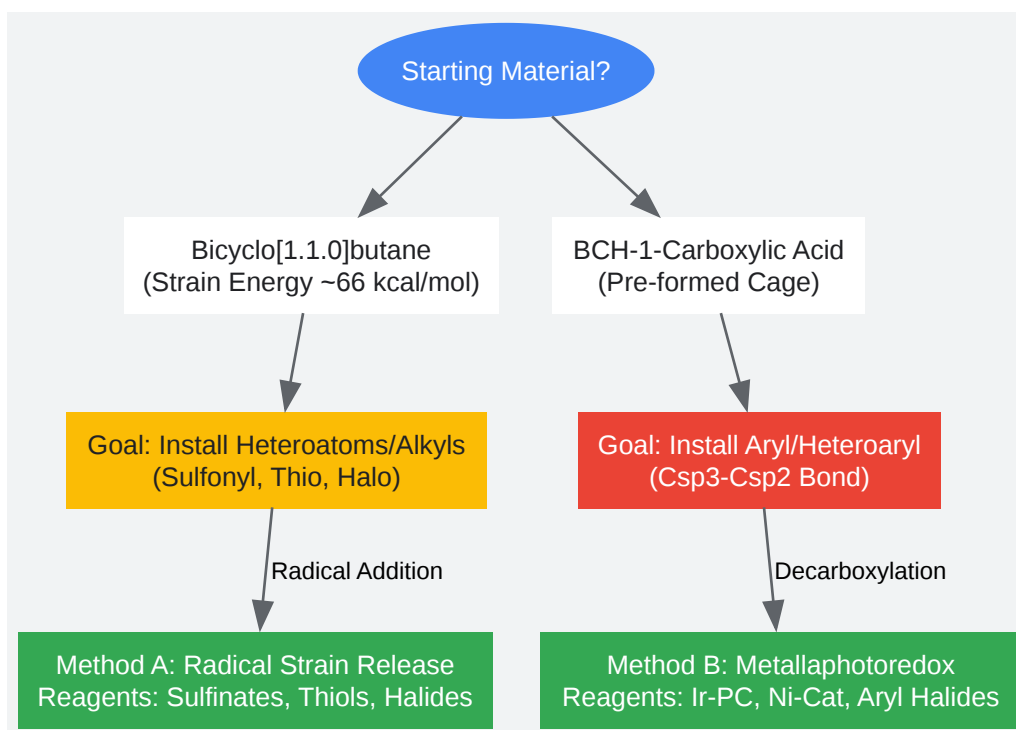 Starting Material?
Bicyclo[1.1.0]butane
(Strain Energy ~66 kcal/mol)
BCH-1-Carboxylic Acid
(Pre-formed Cage)
Goal: Install Heteroatoms/Alkyls
(Sulfonyl, Thio, Halo)
Goal: Install Aryl/Heteroaryl
(Csp3-Csp2 Bond)
Radical Addition
Decarboxylation
Method A: Radical Strain Release
Reagents: Sulfinates, Thiols, Halides
Method B: Metallaphotoredox
Reagents: Ir-PC, Ni-Cat, Aryl Halides